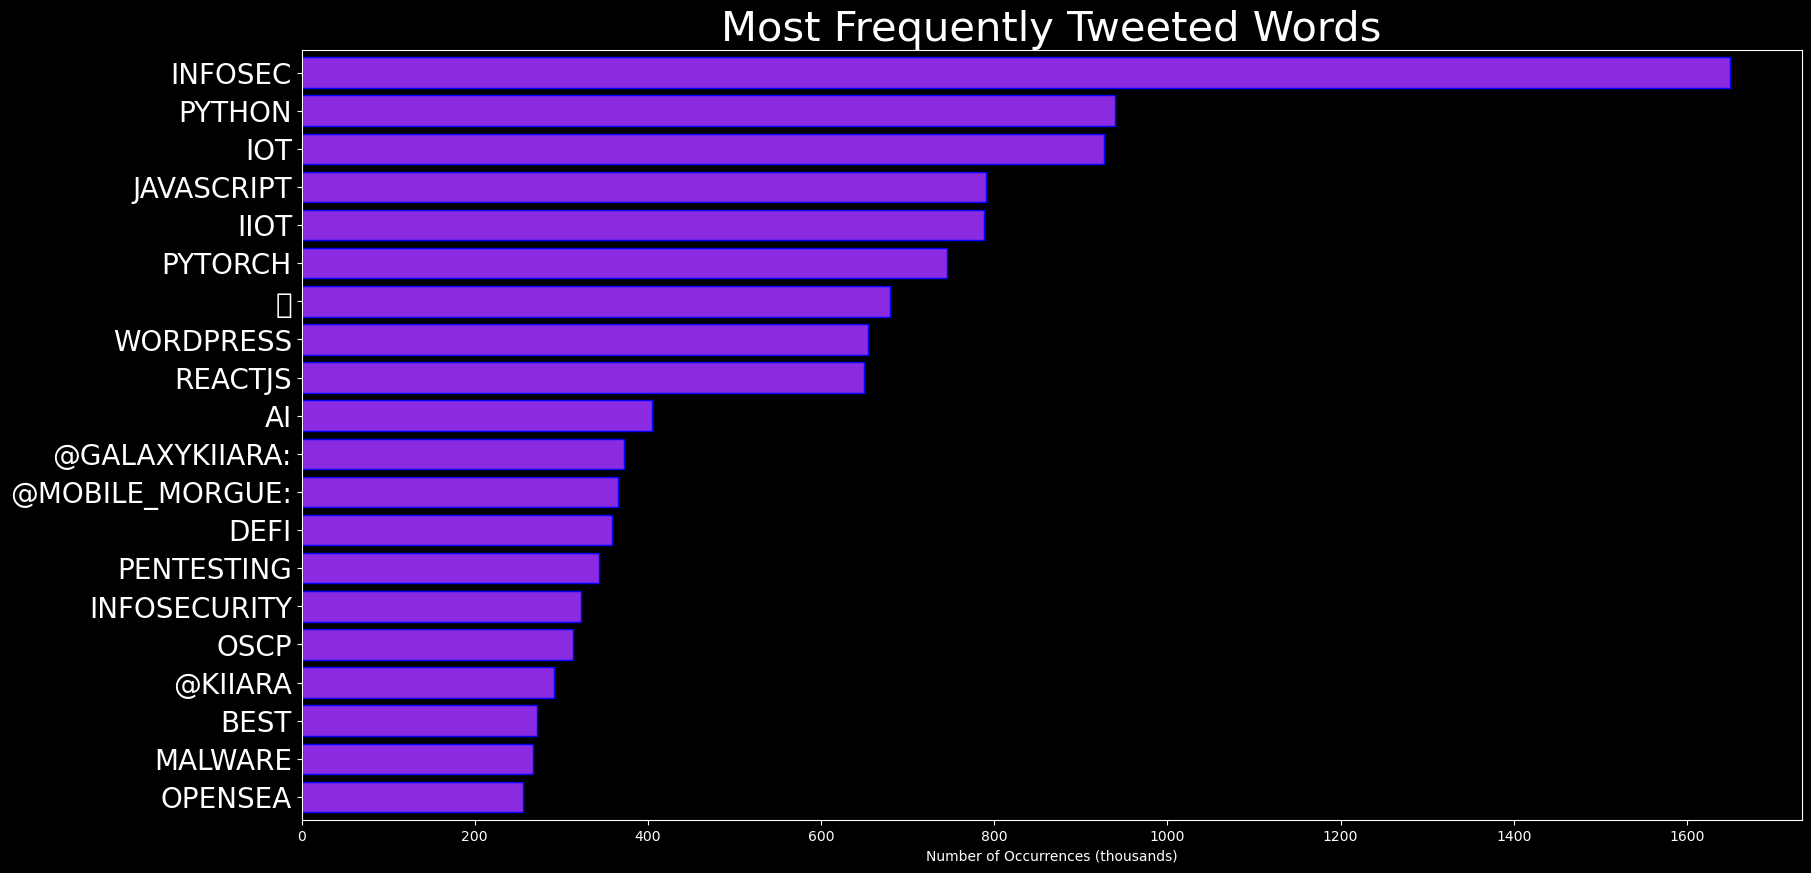 Most Frequently Tweeted Words
INFOSEC
PYTHON
IOT
JAVASCRIPT
IIOT
PYTORCH
WORDPRESS
REACTJS
AI
@GALAXYKIIARA:
@MOBILE_MORGUE:
DEFI
PENTESTING
INFOSECURITY
OSCP
@KIIARA
BEST
MALWARE
OPENSEA
0 200 400 600 800 1000 1200 1400 1600
Number of Occurrences (thousands)